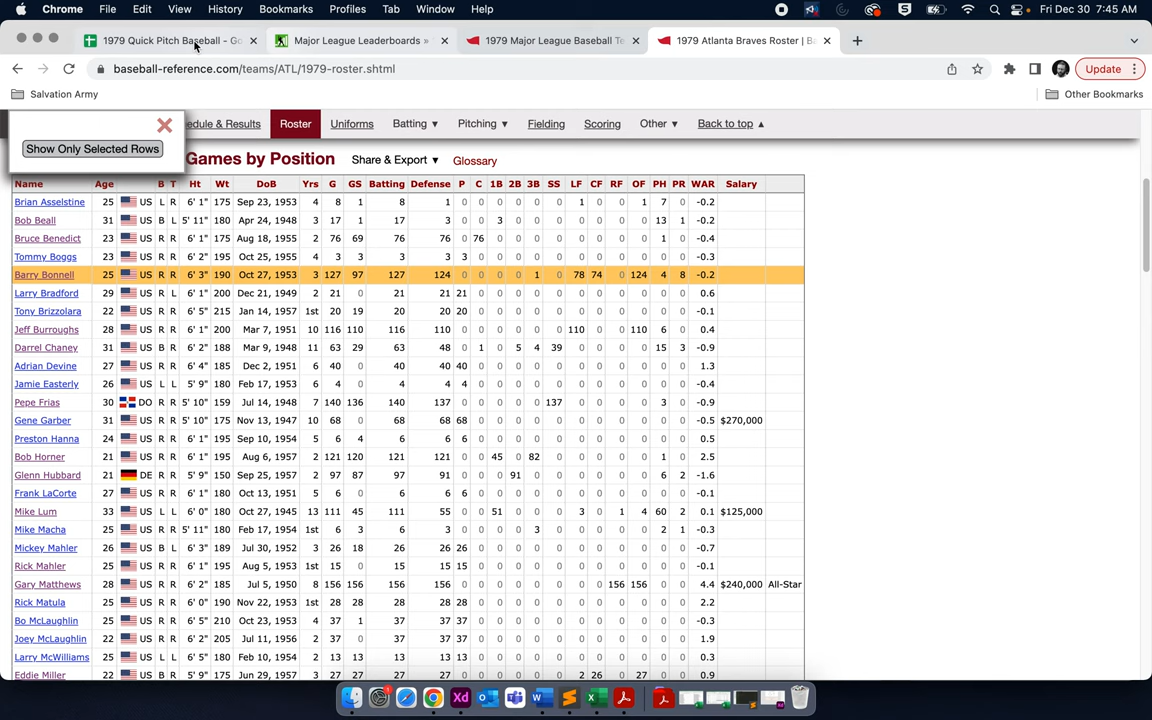 Chrome File Edit View History Bookmarks Profiles Tab Window Help Fri Dec 30 7:45 AM
1979 Quick Pitch Baseball - Go Major League Leaderboards » 1979 Major League Baseball Te 1979 Atlanta Braves Roster | B
baseball-reference.com/teams/ATL/1979-roster.shtml Update
Salvation Army Other Bookmarks
edule & Results Roster Uniforms Batting ▼ Pitching ▼ Fielding Scoring Other ▼ Back to top ▲
Show Only Selected Rows
Games by Position Share & Export ▼ Glossary
Name Age B T Ht Wt DoB Yrs G GS Batting Defense P C 1B 2B 3B SS LF CF RF OF PH PR WAR Salary
Brian Asselstine 25 US L R 6' 1" 175 Sep 23, 1953 4 8 1 8 1 0 0 0 0 0 0 1 0 0 1 7 0 -0.2
Bob Beall 31 US B L 5' 11" 180 Apr 24, 1948 3 17 1 17 3 0 0 3 0 0 0 0 0 0 0 13 1 -0.2
Bruce Benedict 23 US R R 6' 1" 175 Aug 18, 1955 2 76 69 76 76 0 76 0 0 0 0 0 0 0 0 1 0 -0.4
Tommy Boggs 23 US R R 6' 2" 195 Oct 25, 1955 4 3 3 3 3 3 0 0 0 0 0 0 0 0 0 0 0 -0.3
Barry Bonnell 25 US R R 6' 3" 190 Oct 27, 1953 3 127 97 127 124 0 0 0 0 1 0 78 74 0 124 4 8 -0.2
Larry Bradford 29 US R L 6' 1" 200 Dec 21, 1949 2 21 0 21 21 21 0 0 0 0 0 0 0 0 0 0 0 0.6
Tony Brizzolara 22 US R R 6' 5" 215 Jan 14, 1957 1st 20 19 20 20 20 0 0 0 0 0 0 0 0 0 0 0 -0.1
Jeff Burroughs 28 US R R 6' 1" 200 Mar 7, 1951 10 116 110 116 110 0 0 0 0 0 0 110 0 0 110 6 0 0.4
Darrel Chaney 31 US B R 6' 2" 188 Mar 9, 1948 11 63 29 63 48 0 1 0 5 4 39 0 0 0 0 15 3 -0.9
Adrian Devine 27 US R R 6' 4" 185 Dec 2, 1951 6 40 0 40 40 40 0 0 0 0 0 0 0 0 0 0 0 1.3
Jamie Easterly 26 US L L 5' 9" 180 Feb 17, 1953 6 4 0 4 4 4 0 0 0 0 0 0 0 0 0 0 0 -0.4
Pepe Frias 30 DO R R 5' 10" 159 Jul 14, 1948 7 140 136 140 137 0 0 0 0 0 137 0 0 0 0 3 0 -0.9
Gene Garber 31 US R R 5' 10" 175 Nov 13, 1947 10 68 0 68 68 68 0 0 0 0 0 0 0 0 0 0 0 -0.5 $270,000
Preston Hanna 24 US R R 6' 1" 195 Sep 10, 1954 5 6 4 6 6 6 0 0 0 0 0 0 0 0 0 0 0 0.5
Bob Horner 21 US R R 6' 1" 195 Aug 6, 1957 2 121 120 121 121 0 0 45 0 82 0 0 0 0 0 1 0 2.5
Glenn Hubbard 21 DE R R 5' 9" 150 Sep 25, 1957 2 97 87 97 91 0 0 0 91 0 0 0 0 0 0 6 2 -1.6
Frank LaCorte 27 US R R 6' 1" 180 Oct 13, 1951 5 6 0 6 6 6 0 0 0 0 0 0 0 0 0 0 0 -0.1
Mike Lum 33 US L L 6' 0" 180 Oct 27, 1945 13 111 45 111 55 0 0 51 0 0 0 3 0 1 4 60 2 0.1 $125,000
Mike Macha 25 US R R 5' 11" 180 Feb 17, 1954 1st 6 3 6 3 0 0 0 0 3 0 0 0 0 0 2 1 -0.3
Mickey Mahler 26 US B L 6' 3" 189 Jul 30, 1952 3 26 18 26 26 26 0 0 0 0 0 0 0 0 0 0 0 -0.7
Rick Mahler 25 US R R 6' 1" 195 Aug 5, 1953 1st 15 0 15 15 15 0 0 0 0 0 0 0 0 0 0 0 -0.1
Gary Matthews 28 US R R 6' 2" 185 Jul 5, 1950 8 156 156 156 156 0 0 0 0 0 0 0 0 156 156 0 0 4.4 $240,000 All-Star
Rick Matula 25 US R R 6' 0" 190 Nov 22, 1953 1st 28 28 28 28 28 0 0 0 0 0 0 0 0 0 0 0 2.2
Bo McLaughlin 25 US R R 6' 5" 210 Oct 23, 1953 4 37 1 37 37 37 0 0 0 0 0 0 0 0 0 0 0 -0.3
Joey McLaughlin 22 US R R 6' 2" 205 Jul 11, 1956 2 37 0 37 37 37 0 0 0 0 0 0 0 0 0 0 0 1.9
Larry McWilliams 25 US L L 6' 5" 180 Feb 10, 1954 2 13 13 13 13 13 0 0 0 0 0 0 0 0 0 0 0 0.3
Eddie Miller 22 US B R 5' 9" 175 Jun 29, 1957 3 27 27 27 27 0 0 0 0 0 0 2 26 0 27 0 0 0.9